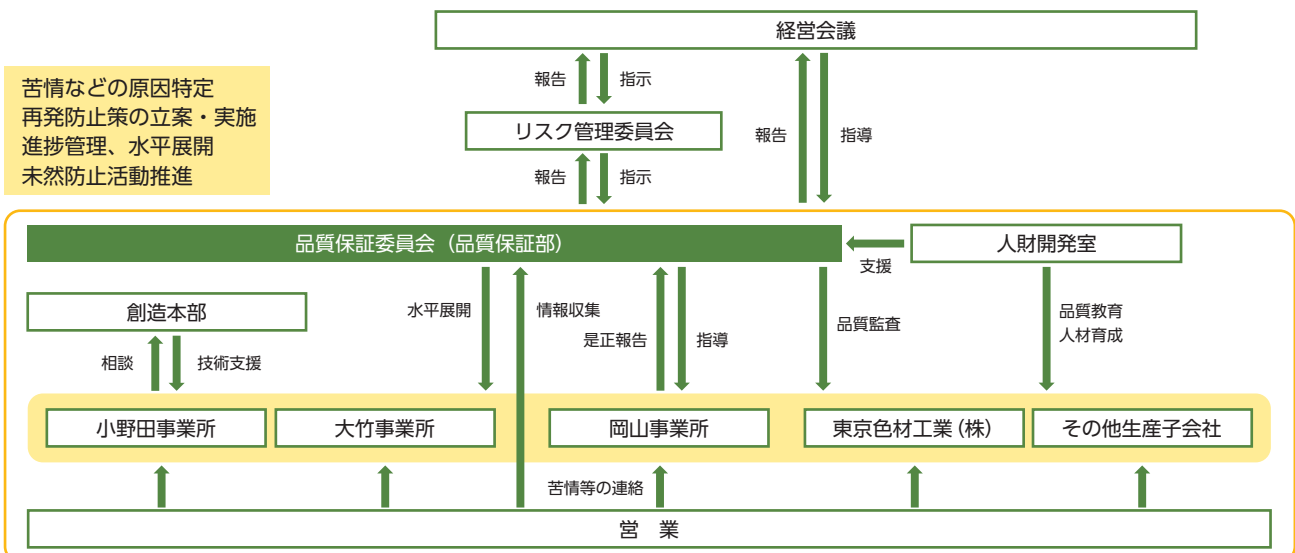 経営会議
苦情などの原因特定
再発防止策の立案・実施
進捗管理、水平展開
未然防止活動推進
報告
指示
リスク管理委員会
報告
指導
報告
指示
品質保証委員会（品質保証部）
人財開発室
支援
創造本部
水平展開
情報収集
是正報告
指導
品質監査
品質教育
人材育成
相談
技術支援
小野田事業所
大竹事業所
岡山事業所
東京色材工業（株）
その他生産子会社
苦情等の連絡
営　業